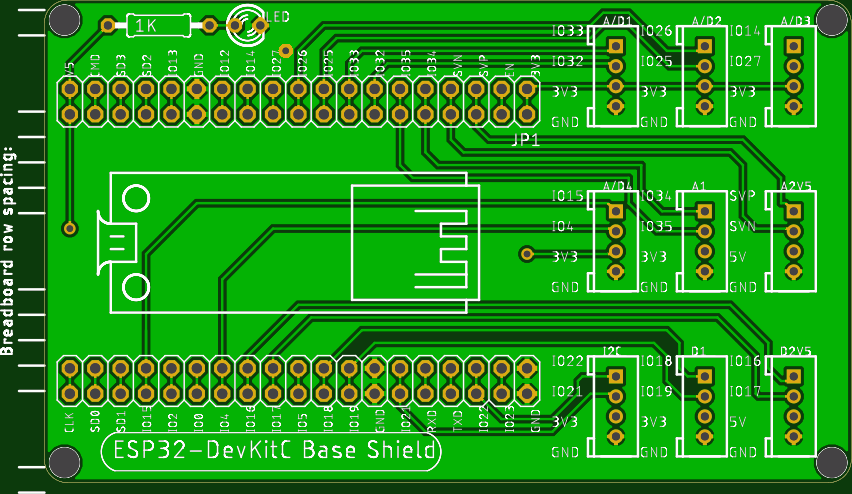 1K
LED
V5
CMD
SD3
SD2
IO13
GND
IO12
IO14
IO27
IO26
IO25
IO33
IO32
IO35
IO34
SVN
SVP
EN
3V3
JP1
A/D1
IO33
IO32
3V3
GND
A/D2
IO26
IO25
3V3
GND
A/D3
IO14
IO27
3V3
GND
A/D4
IO15
IO4
3V3
GND
A1
IO34
IO35
3V3
GND
A2V5
SVP
SVN
5V
GND
I2C
IO22
IO21
3V3
GND
D1
IO18
IO19
3V3
GND
D2V5
IO16
IO17
5V
GND
CLK
SD0
SD1
IO15
IO2
IO0
IO4
IO16
IO17
IO5
IO18
IO19
GND
IO21
RXD
TXD
IO22
IO23
GND
ESP32-DevKitC Base Shield
Breadboard row spacing: